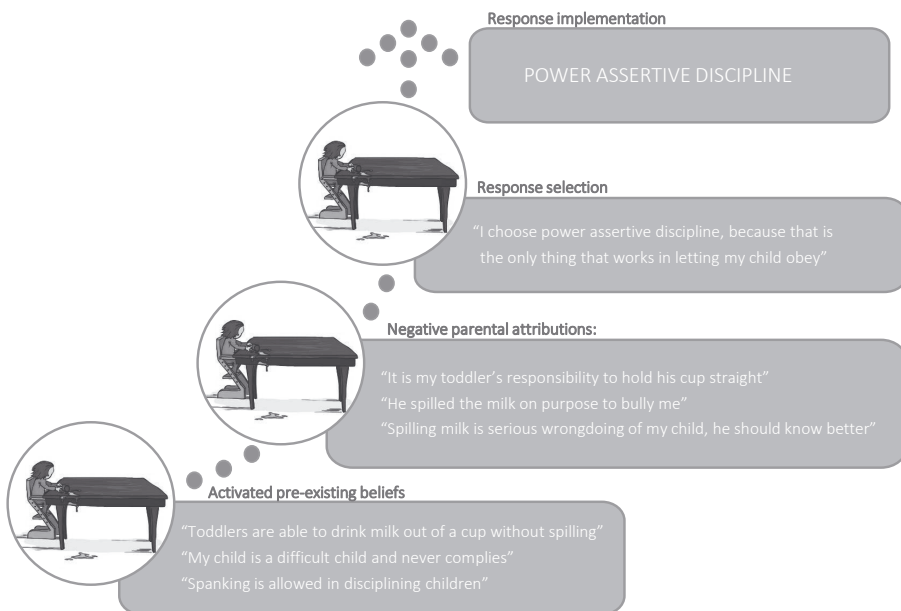 Response implementation
POWER ASSERTIVE DISCIPLINE
Response selection
“I choose power assertive discipline, because that is
the only thing that works in letting my child obey”
Negative parental attributions:
“It is my toddler’s responsibility to hold his cup straight”
“He spilled the milk on purpose to bully me”
“Spilling milk is serious wrongdoing of my child, he should know better”
Activated pre-existing beliefs
“Toddlers are able to drink milk out of a cup without spilling”
“My child is a difficult child and never complies”
“Spanking is allowed in disciplining children”